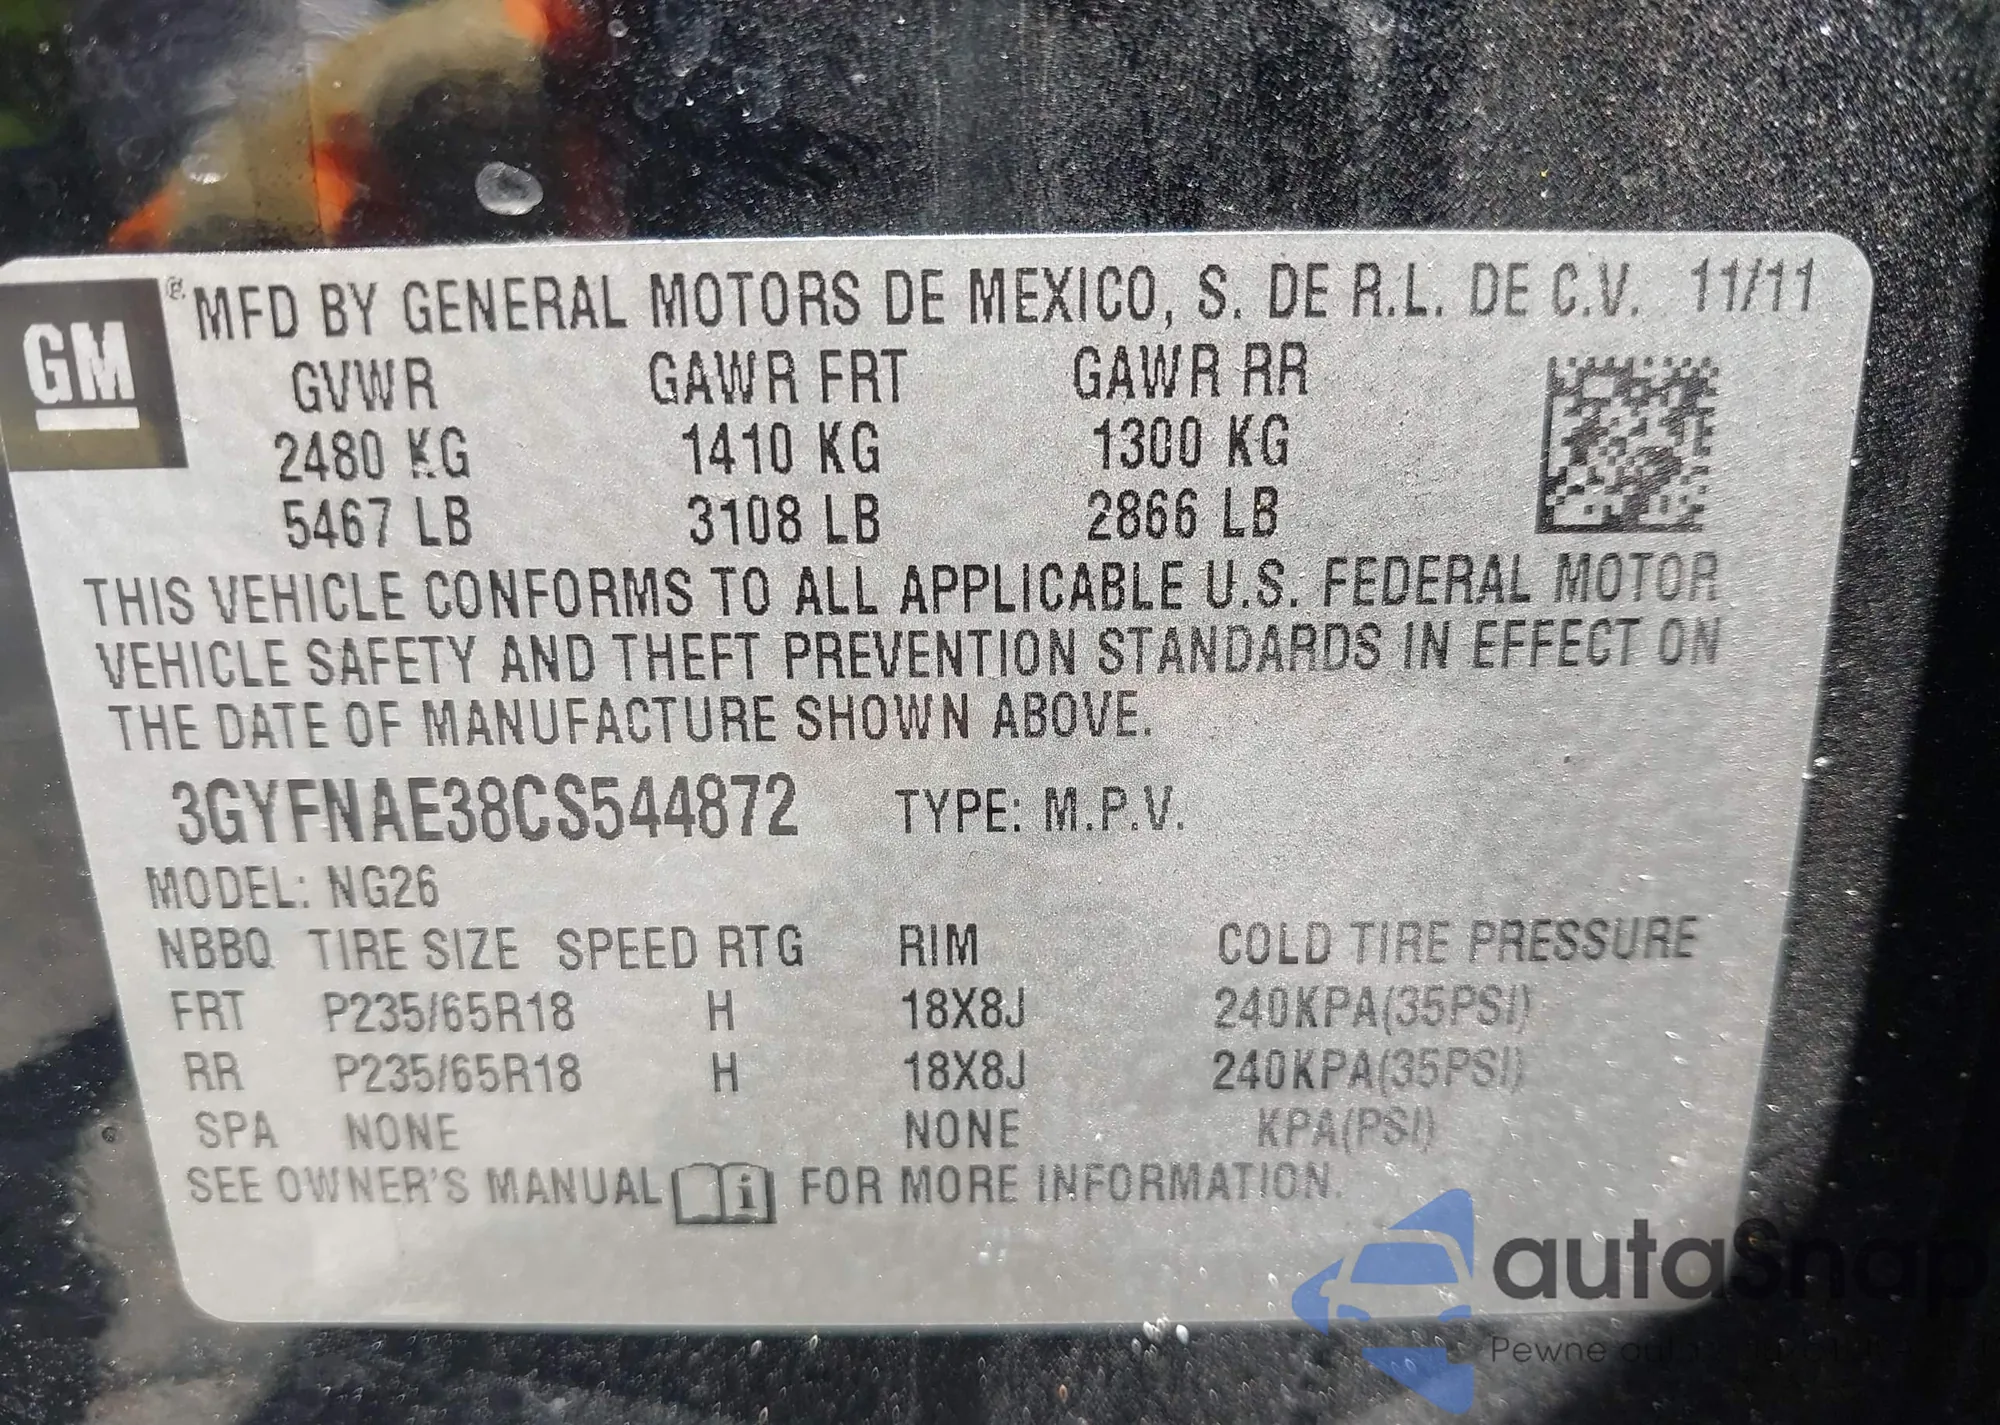 GM ® MFD BY GENERAL MOTORS DE MEXICO, S. DE R.L. DE C.V. 11/11
GVWR GAWR FRT GAWR RR
2480 KG 1410 KG 1300 KG
5467 LB 3108 LB 2866 LB
THIS VEHICLE CONFORMS TO ALL APPLICABLE U.S. FEDERAL MOTOR
VEHICLE SAFETY AND THEFT PREVENTION STANDARDS IN EFFECT ON
THE DATE OF MANUFACTURE SHOWN ABOVE.
3GYFNAE38CS544872 TYPE: M.P.V.
MODEL: NG26
NBBQ TIRE SIZE SPEED RTG RIM COLD TIRE PRESSURE
FRT P235/65R18 H 18X8J 240KPA(35PSI)
RR P235/65R18 H 18X8J 240KPA(35PSI)
SPA NONE NONE KPA(PSI)
SEE OWNER'S MANUAL i FOR MORE INFORMATION.
autaSnap
Pewne auta